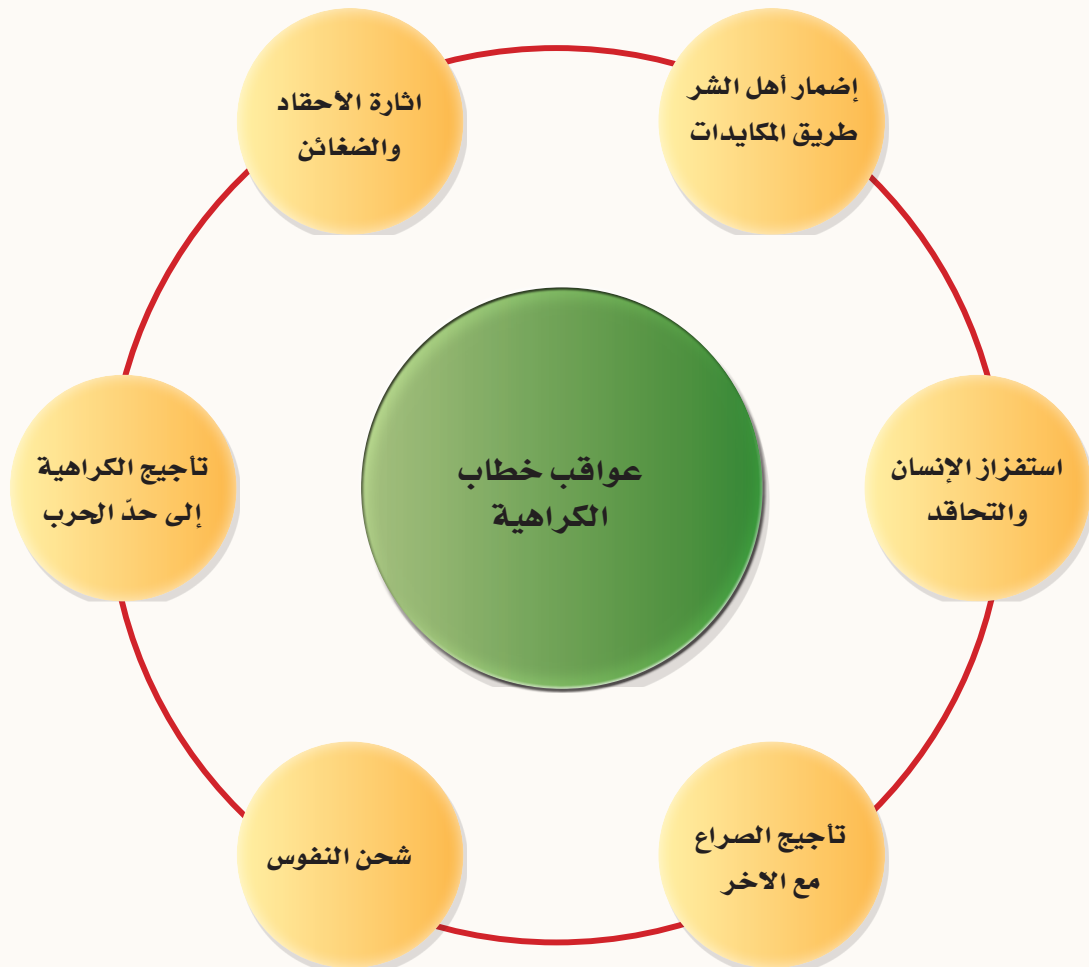 إضمار أهل الشر
طريق المكايدات
اثارة الأحقاد
والضغائن
استفزاز الإنسان
والتحاقد
عواقب خطاب
الكراهية
تأجيج الكراهية
إلى حدّ الحرب
تأجيج الصراع
مع الآخر
شحن النفوس